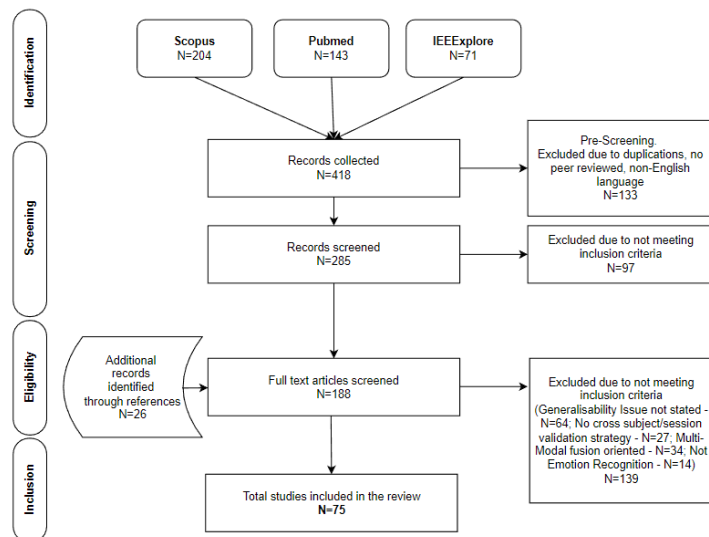 Identification
Scopus
N=204
Pubmed
N=143
IEEExplore
N=71
Screening
Records collected
N=418
Pre-Screening.
Excluded due to duplications, no
peer reviewed, non-English
language
N=133
Records screened
N=285
Excluded due to not meeting
inclusion criteria
N=97
Eligibility
Additional
records
identified
through references
N=26
Full text articles screened
N=188
Excluded due to not meeting
inclusion criteria
(Generalisability Issue not stated -
N=64; No cross subject/session
validation strategy - N=27; Multi-
Modal fusion oriented - N=34; Not
Emotion Recognition - N=14)
N=139
Inclusion
Total studies included in the review
N=75